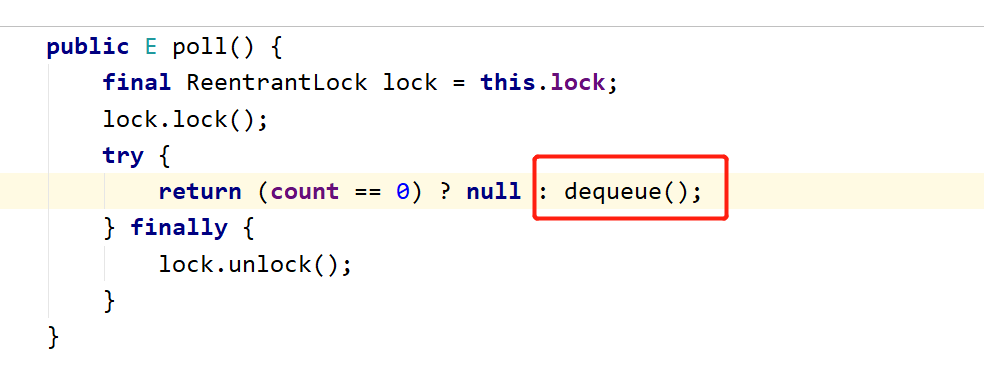 public E poll() {
    final ReentrantLock lock = this.lock;
    lock.lock();
    try {
        return (count == 0) ? null : dequeue();
    } finally {
        lock.unlock();
    }
}